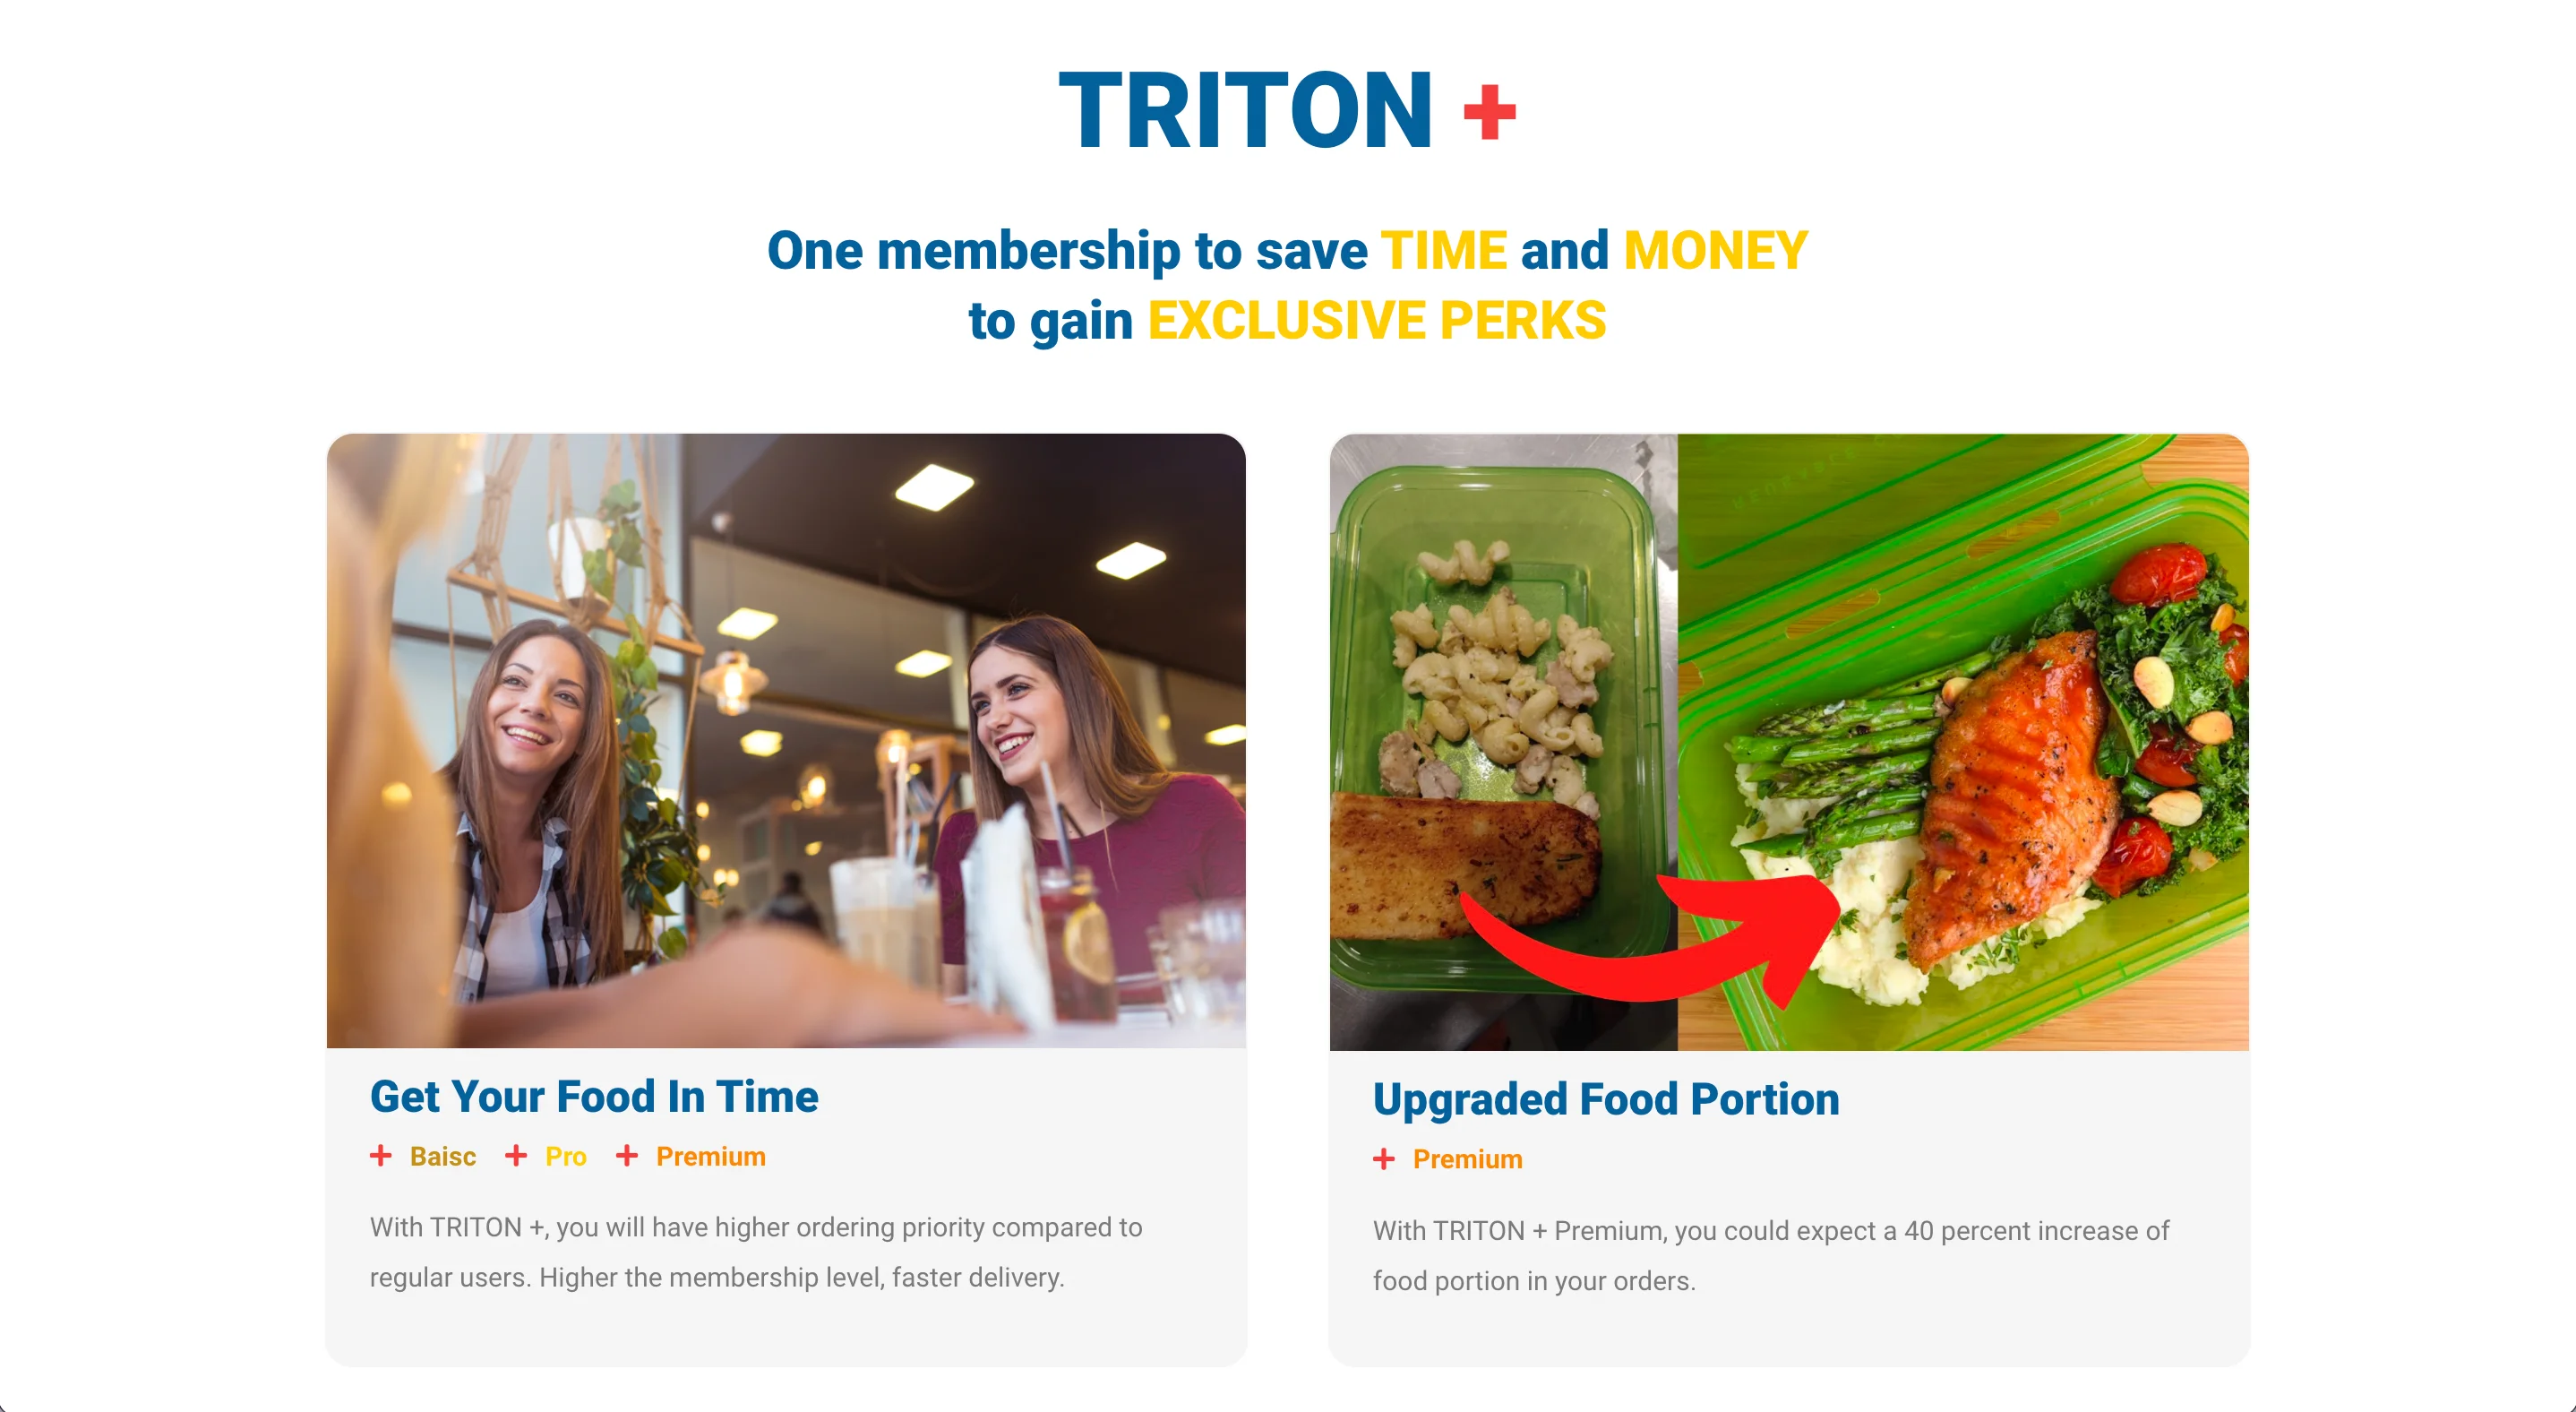 TRITON +
One membership to save TIME and MONEY
to gain EXCLUSIVE PERKS
Get Your Food In Time
+ Baisc + Pro + Premium
With TRITON +, you will have higher ordering priority compared to
regular users. Higher the membership level, faster delivery.
Upgraded Food Portion
+ Premium
With TRITON + Premium, you could expect a 40 percent increase of
food portion in your orders.